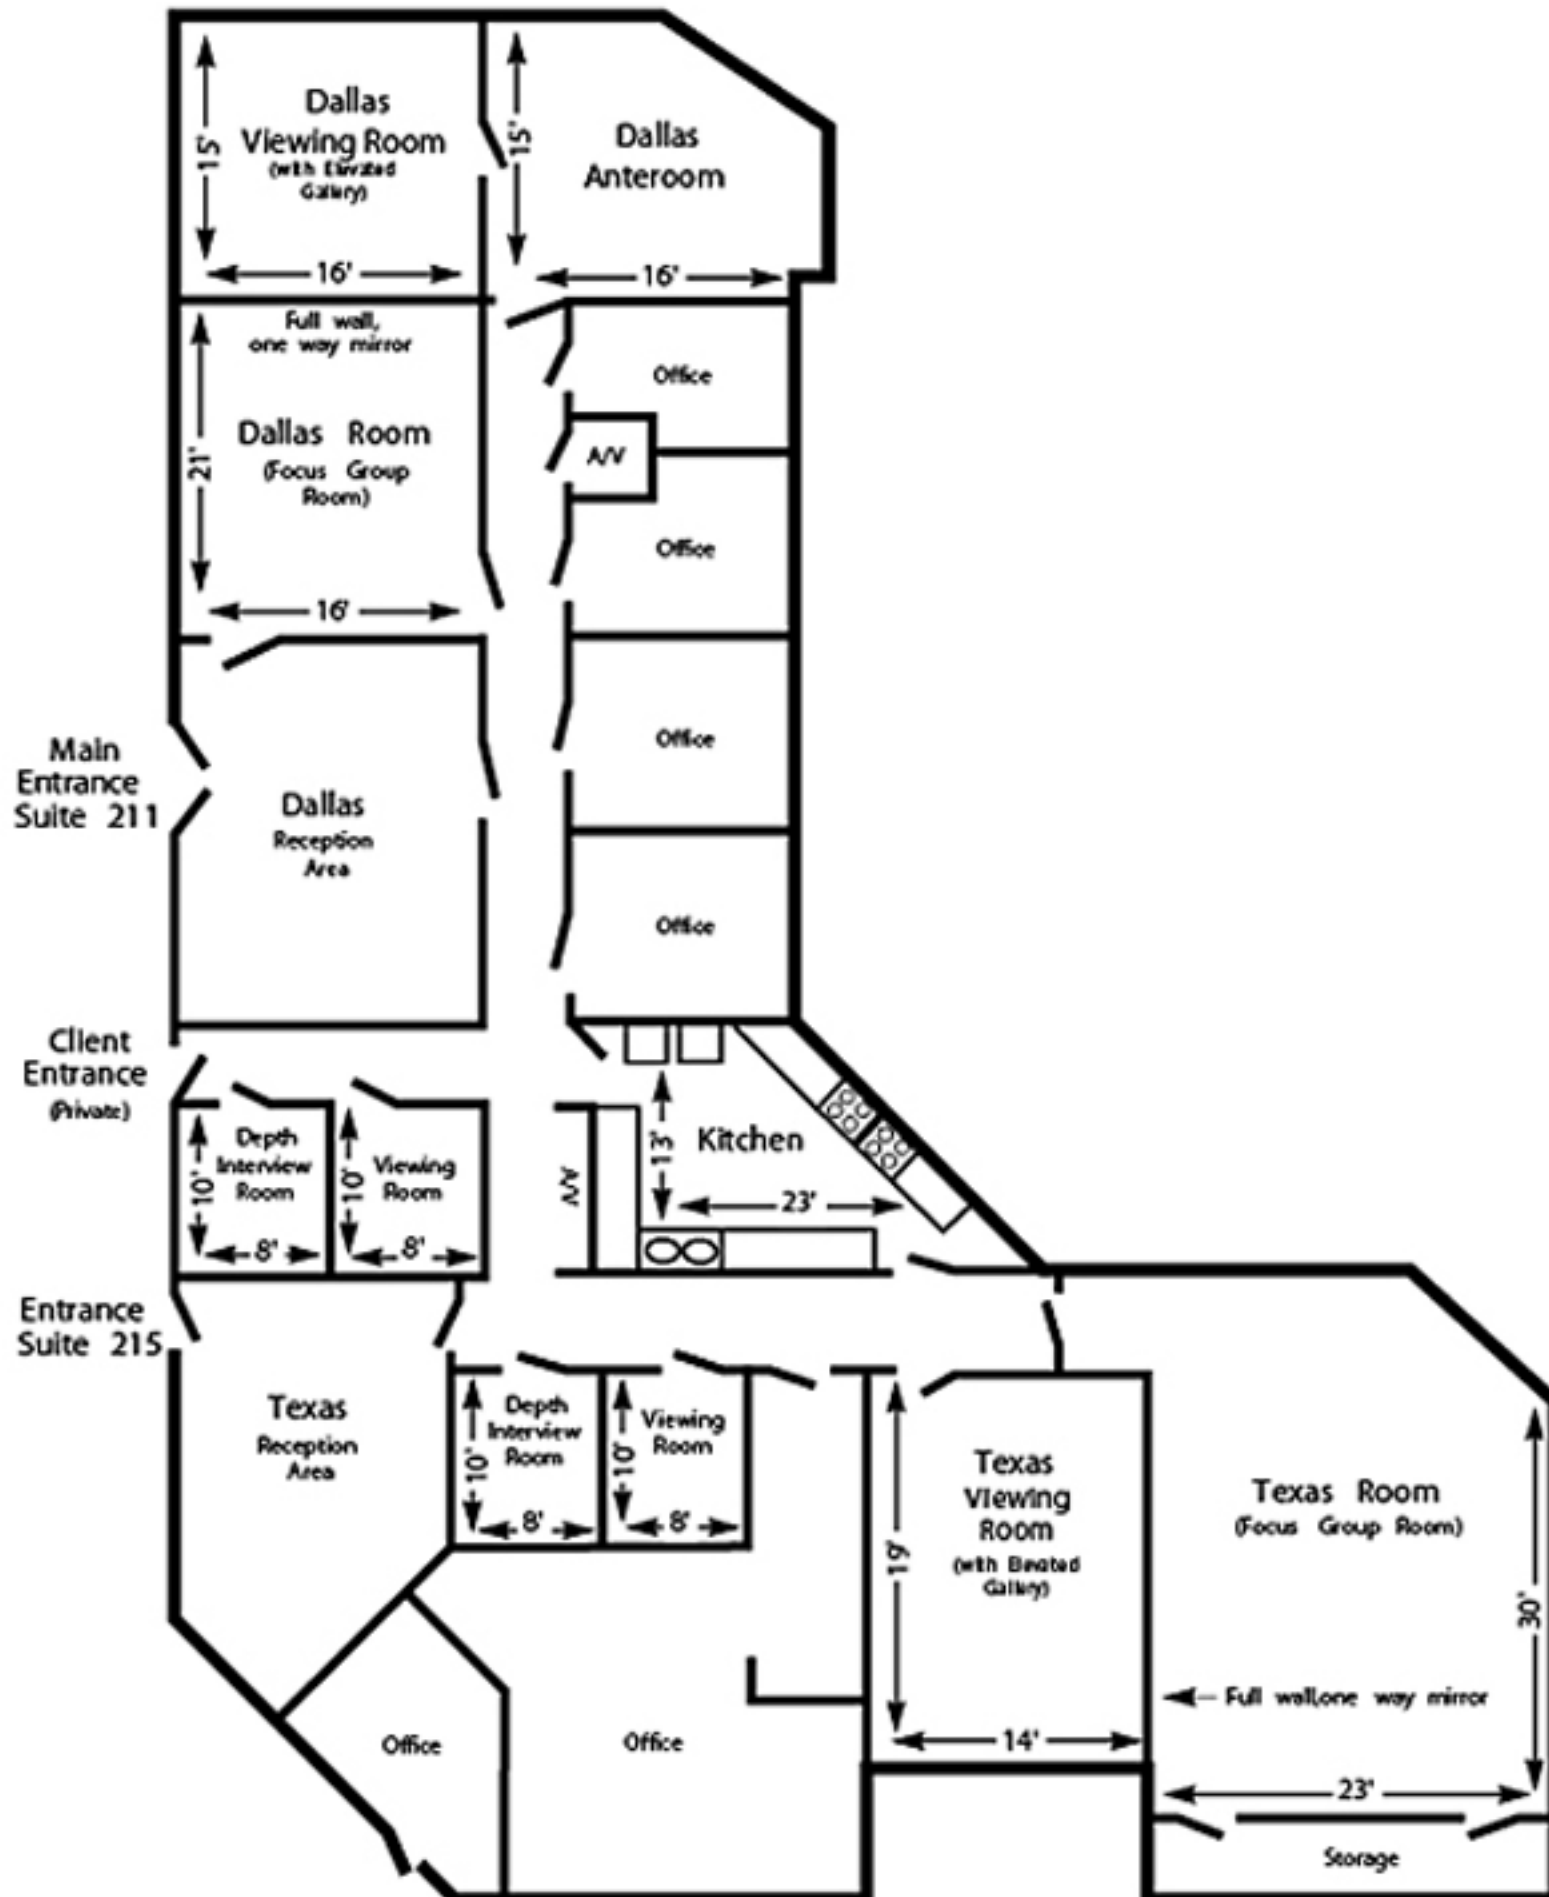 Dallas
Viewing Room
(with Elevated
Gallery)
15'
16'
Dallas
Anteroom
15'
16'
Full wall,
one way mirror
Dallas Room
(Focus Group
Room)
21'
16'
Office
A/V
Office
Office
Office
Main
Entrance
Suite 211
Dallas
Reception
Area
Client
Entrance
(Private)
Depth
Interview
Room
10'
8'
Viewing
Room
10'
8'
A/V
Kitchen
13'
23'
Entrance
Suite 215
Texas
Reception
Area
Depth
Interview
Room
10'
8'
Viewing
Room
10'
8'
Texas
Viewing
Room
(with Elevated
Gallery)
19'
14'
Texas Room
(Focus Group Room)
30'
Full wall,one way mirror
23'
Office
Office
Storage